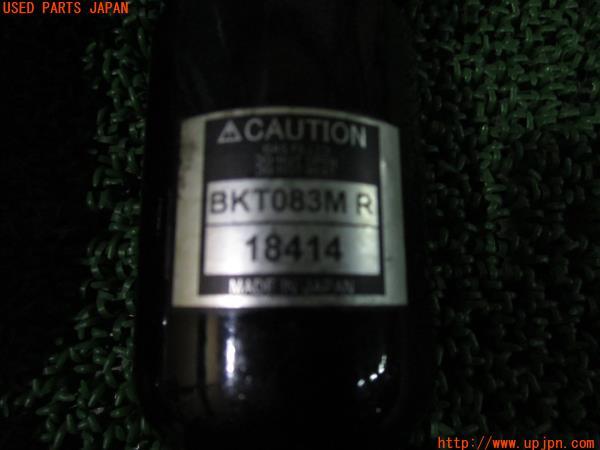 USED PARTS JAPAN
⚠CAUTION
BKT083M R
18414
MADE IN JAPAN
http://www.upjpn.com/